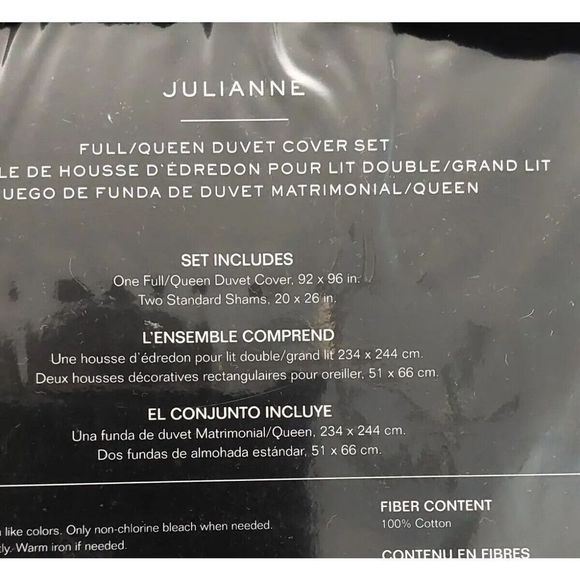 JULIANNE
FULL/QUEEN DUVET COVER SET
LE DE HOUSSE D'ÉDREDON POUR LIT DOUBLE/GRAND LIT
UEGO DE FUNDA DE DUVET MATRIMONIAL/QUEEN
SET INCLUDES
One Full/Queen Duvet Cover, 92 x 96 in.
Two Standard Shams, 20 x 26 in.
L'ENSEMBLE COMPREND
Une housse d'édredon pour lit double/grand lit 234 x 244 cm.
Deux housses décoratives rectangulaires pour oreiller, 51 x 66 cm.
EL CONJUNTO INCLUYE
Una funda de duvet Matrimonial/Queen, 234 x 244 cm.
Dos fundas de almohada estándar, 51 x 66 cm.
like colors. Only non-chlorine bleach when needed.
tly. Warm iron if needed.
FIBER CONTENT
100% Cotton
CONTENU EN FIBRES